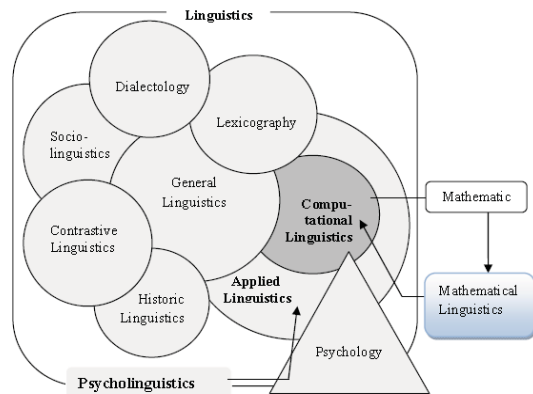 Linguistics
Dialectology
Lexicography
Socio-
linguistics
General
Linguistics
Compu-
tational
Linguistics
Mathematic
Contrastive
Linguistics
Applied
Linguistics
Historic
Linguistics
Mathematical
Linguistics
Psychology
Psycholinguistics